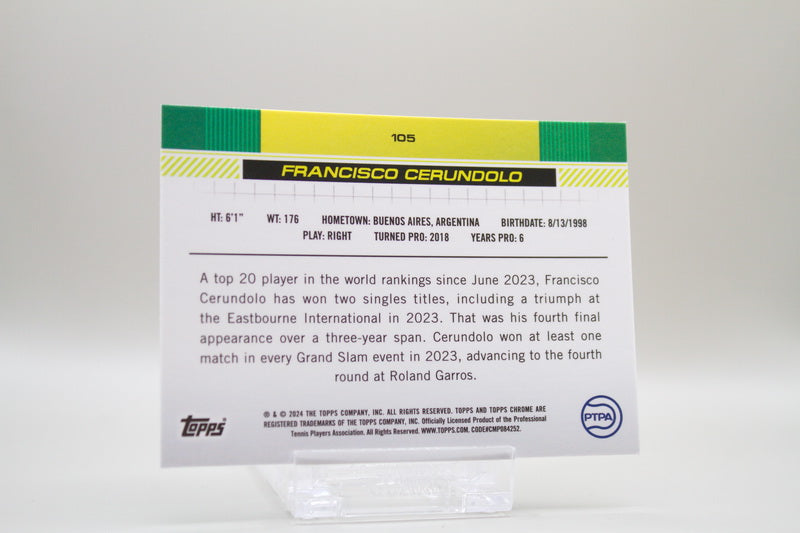 105
FRANCISCO CERUNDOLO
HT: 6'1" WT: 176 HOMETOWN: BUENOS AIRES, ARGENTINA BIRTHDATE: 8/13/1998
PLAY: RIGHT TURNED PRO: 2018 YEARS PRO: 6
A top 20 player in the world rankings since June 2023, Francisco
Cerundolo has won two singles titles, including a triumph at
the Eastbourne International in 2023. That was his fourth final
appearance over a three-year span. Cerundolo won at least one
match in every Grand Slam event in 2023, advancing to the fourth
round at Roland Garros.
Topps
® & © 2024 THE TOPPS COMPANY, INC. ALL RIGHTS RESERVED. TOPPS AND TOPPS CHROME ARE
REGISTERED TRADEMARKS OF THE TOPPS COMPANY, INC. Officially Licensed Product of the Professional
Tennis Players Association. All Rights Reserved. WWW.TOPPS.COM. CODE#CMP084252.
PTPA